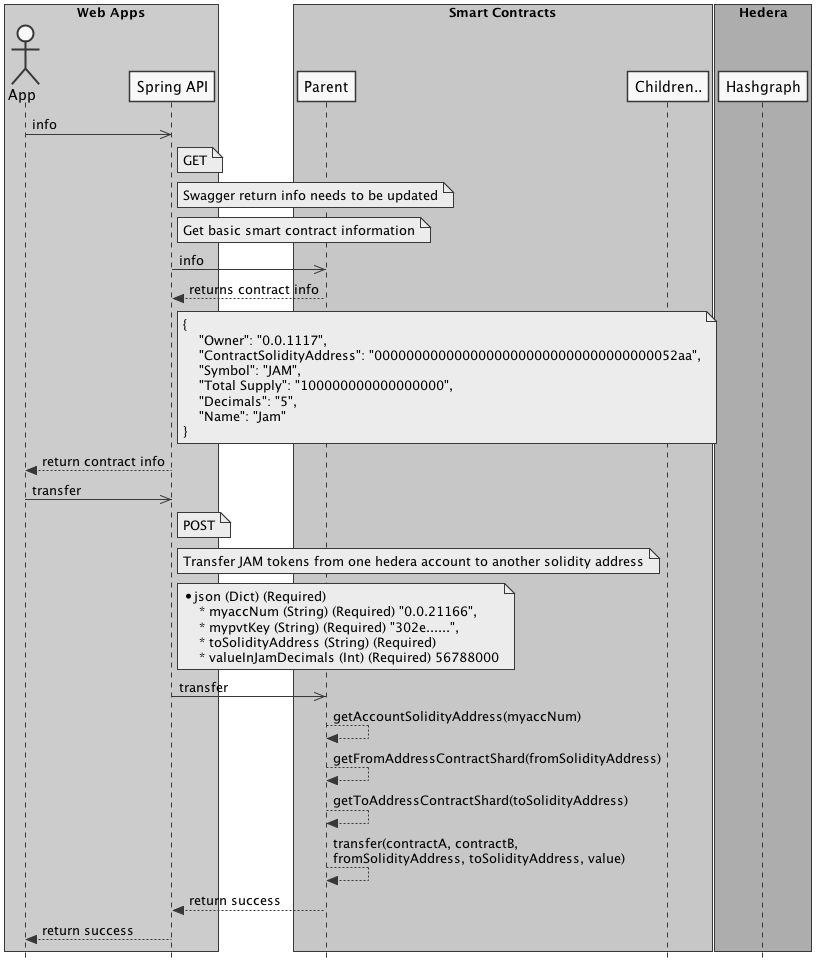 Web Apps
Smart Contracts
Hedera
App
Spring API
Parent
Children..
Hashgraph
info
GET
Swagger return info needs to be updated
Get basic smart contract information
info
returns contract info
{
"Owner": "0.0.1117",
"ContractSolidityAddress": "00000000000000000000000000000000000052aa",
"Symbol": "JAM",
"Total Supply": "100000000000000000",
"Decimals": "5",
"Name": "Jam"
}
return contract info
transfer
POST
Transfer JAM tokens from one hedera account to another solidity address
• json (Dict) (Required)
* myaccNum (String) (Required) "0.0.21166",
* mypvtKey (String) (Required) "302e......",
* toSolidityAddress (String) (Required)
* valueInJamDecimals (Int) (Required) 56788000
transfer
getAccountSolidityAddress(myaccNum)
getFromAddressContractShard(fromSolidityAddress)
getToAddressContractShard(toSolidityAddress)
transfer(contractA, contractB,
fromSolidityAddress, toSolidityAddress, value)
return success
return success